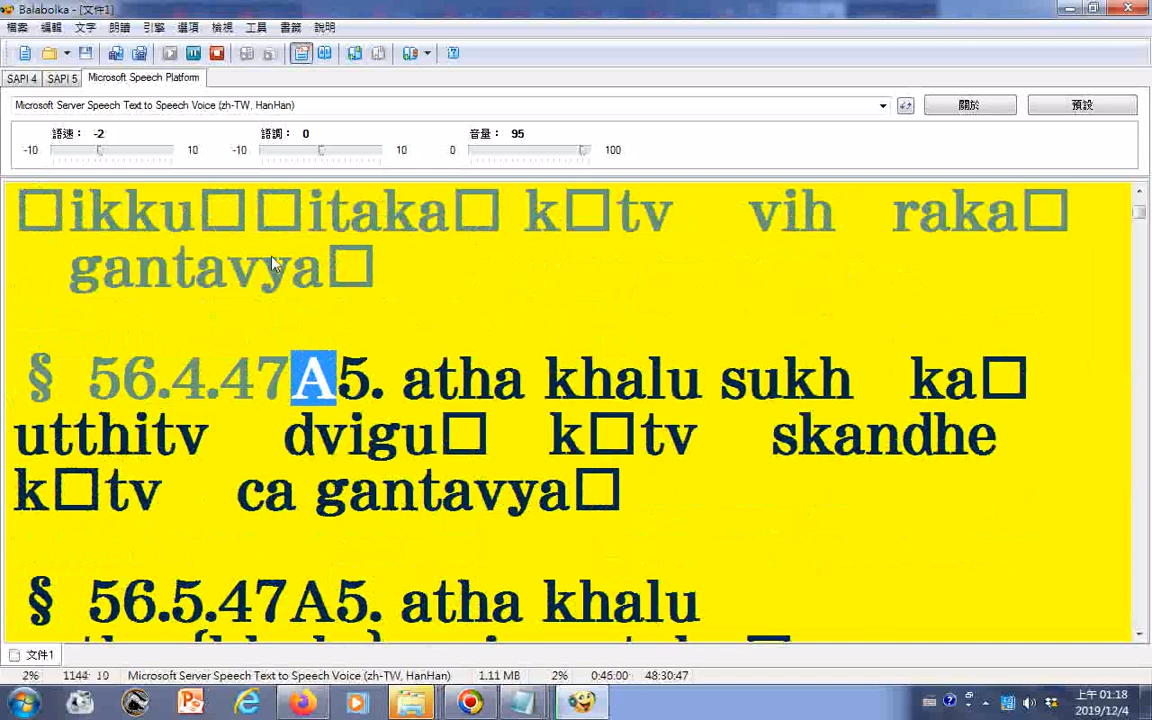 Balabolka - [文件1]
檔案 編輯 文字 朗讀 引擎 選項 檢視 工具 書籤 說明
SAPI 4 SAPI 5 Microsoft Speech Platform
Microsoft Server Speech Text to Speech Voice (zh-TW, HanHan) 關於 預設
語速： -2 語調： 0 音量： 95
-10 10 -10 10 0 100
□ikku□□itaka□ k□tv vih raka□
gantavya□
§ 56.4.47A5. atha khalu sukh ka□
utthitv dvigu□ k□tv skandhe
k□tv ca gantavya□
§ 56.5.47A5. atha khalu
文件1
2% 1144: 10 Microsoft Server Speech Text to Speech Voice (zh-TW, HanHan) 1.11 MB 2% 0:46:00 48:30:47
上午 01:18
2019/12/4